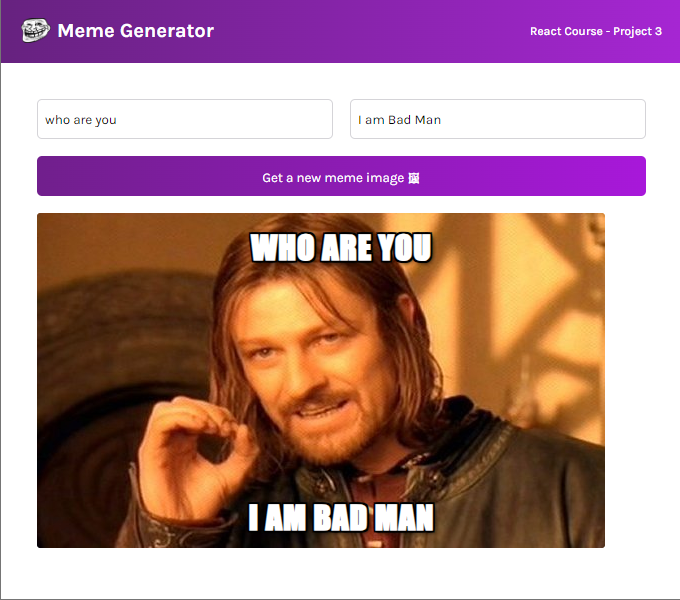 Meme Generator
React Course - Project 3
who are you
I am Bad Man
Get a new meme image 🖼
WHO ARE YOU
I AM BAD MAN